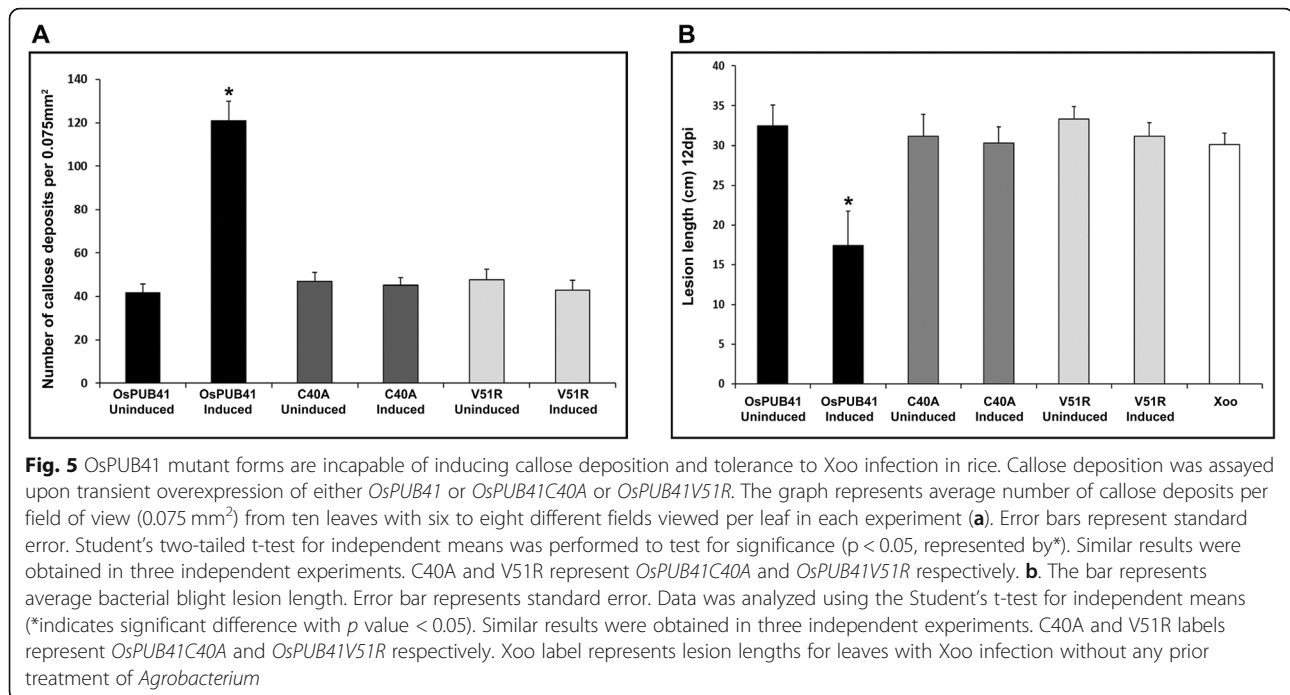 A
Number of callose deposits per 0.075mm²
140
120
100
80
60
40
20
0
*
OsPUB41 Uninduced
OsPUB41 Induced
C40A Uninduced
C40A Induced
V51R Uninduced
V51R Induced
B
Lesion length (cm) 12dpi
40
35
30
25
20
15
10
5
0
*
OsPUB41 Uninduced
OsPUB41 Induced
C40A Uninduced
C40A Induced
V51R Uninduced
V51R Induced
Xoo
Fig. 5 OsPUB41 mutant forms are incapable of inducing callose deposition and tolerance to Xoo infection in rice. Callose deposition was assayed
upon transient overexpression of either OsPUB41 or OsPUB41C40A or OsPUB41V51R. The graph represents average number of callose deposits per
field of view (0.075 mm²) from ten leaves with six to eight different fields viewed per leaf in each experiment (a). Error bars represent standard
error. Student's two-tailed t-test for independent means was performed to test for significance (p < 0.05, represented by*). Similar results were
obtained in three independent experiments. C40A and V51R represent OsPUB41C40A and OsPUB41V51R respectively. b. The bar represents
average bacterial blight lesion length. Error bar represents standard error. Data was analyzed using the Student's t-test for independent means
(*indicates significant difference with p value < 0.05). Similar results were obtained in three independent experiments. C40A and V51R labels
represent OsPUB41C40A and OsPUB41V51R respectively. Xoo label represents lesion lengths for leaves with Xoo infection without any prior
treatment of Agrobacterium